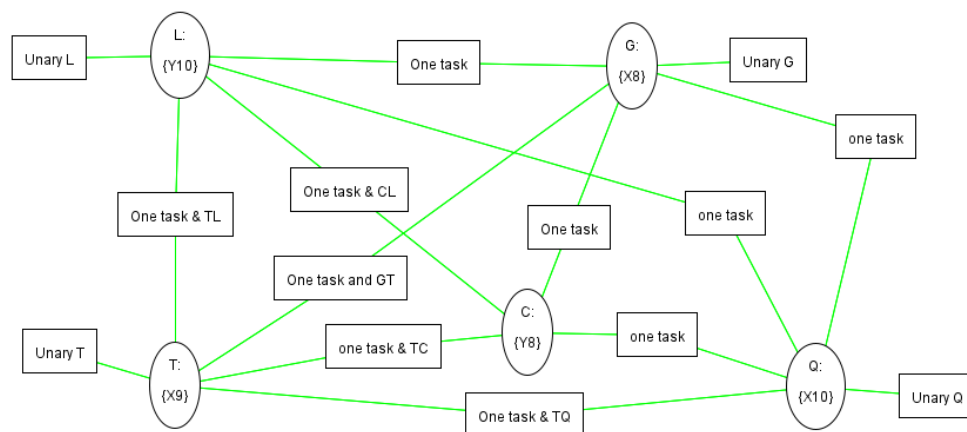 L:
{Y10}
G:
{X8}
Unary L
One task
Unary G
one task
One task & CL
One task & TL
one task
One task
One task and GT
C:
{Y8}
one task & TC
one task
Unary T
T:
{X9}
Q:
{X10}
Unary Q
One task & TQ